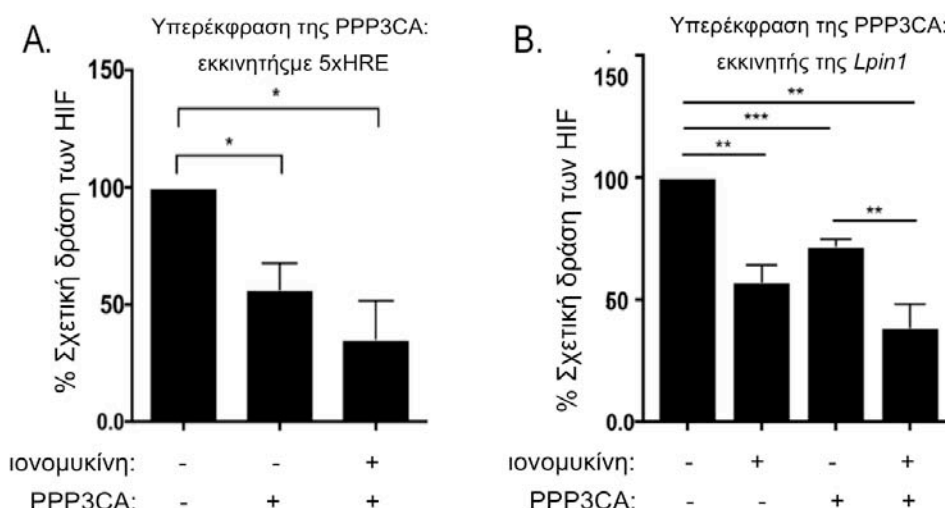 A.
Υπερέκφραση της PPP3CA:
εκκινητήςμε 5xHRE
% Σχετική δράση των HIF
150
100
50
0.0
*
*
ιονομυκίνη: - - +
PPP3CA: - + +
B.
Υπερέκφραση της PPP3CA:
εκκινητής της Lpin1
% Σχετική δράση των HIF
150
100
50
0.0
**
***
**
**
ιονομυκίνη: - + - +
PPP3CA: - - + +